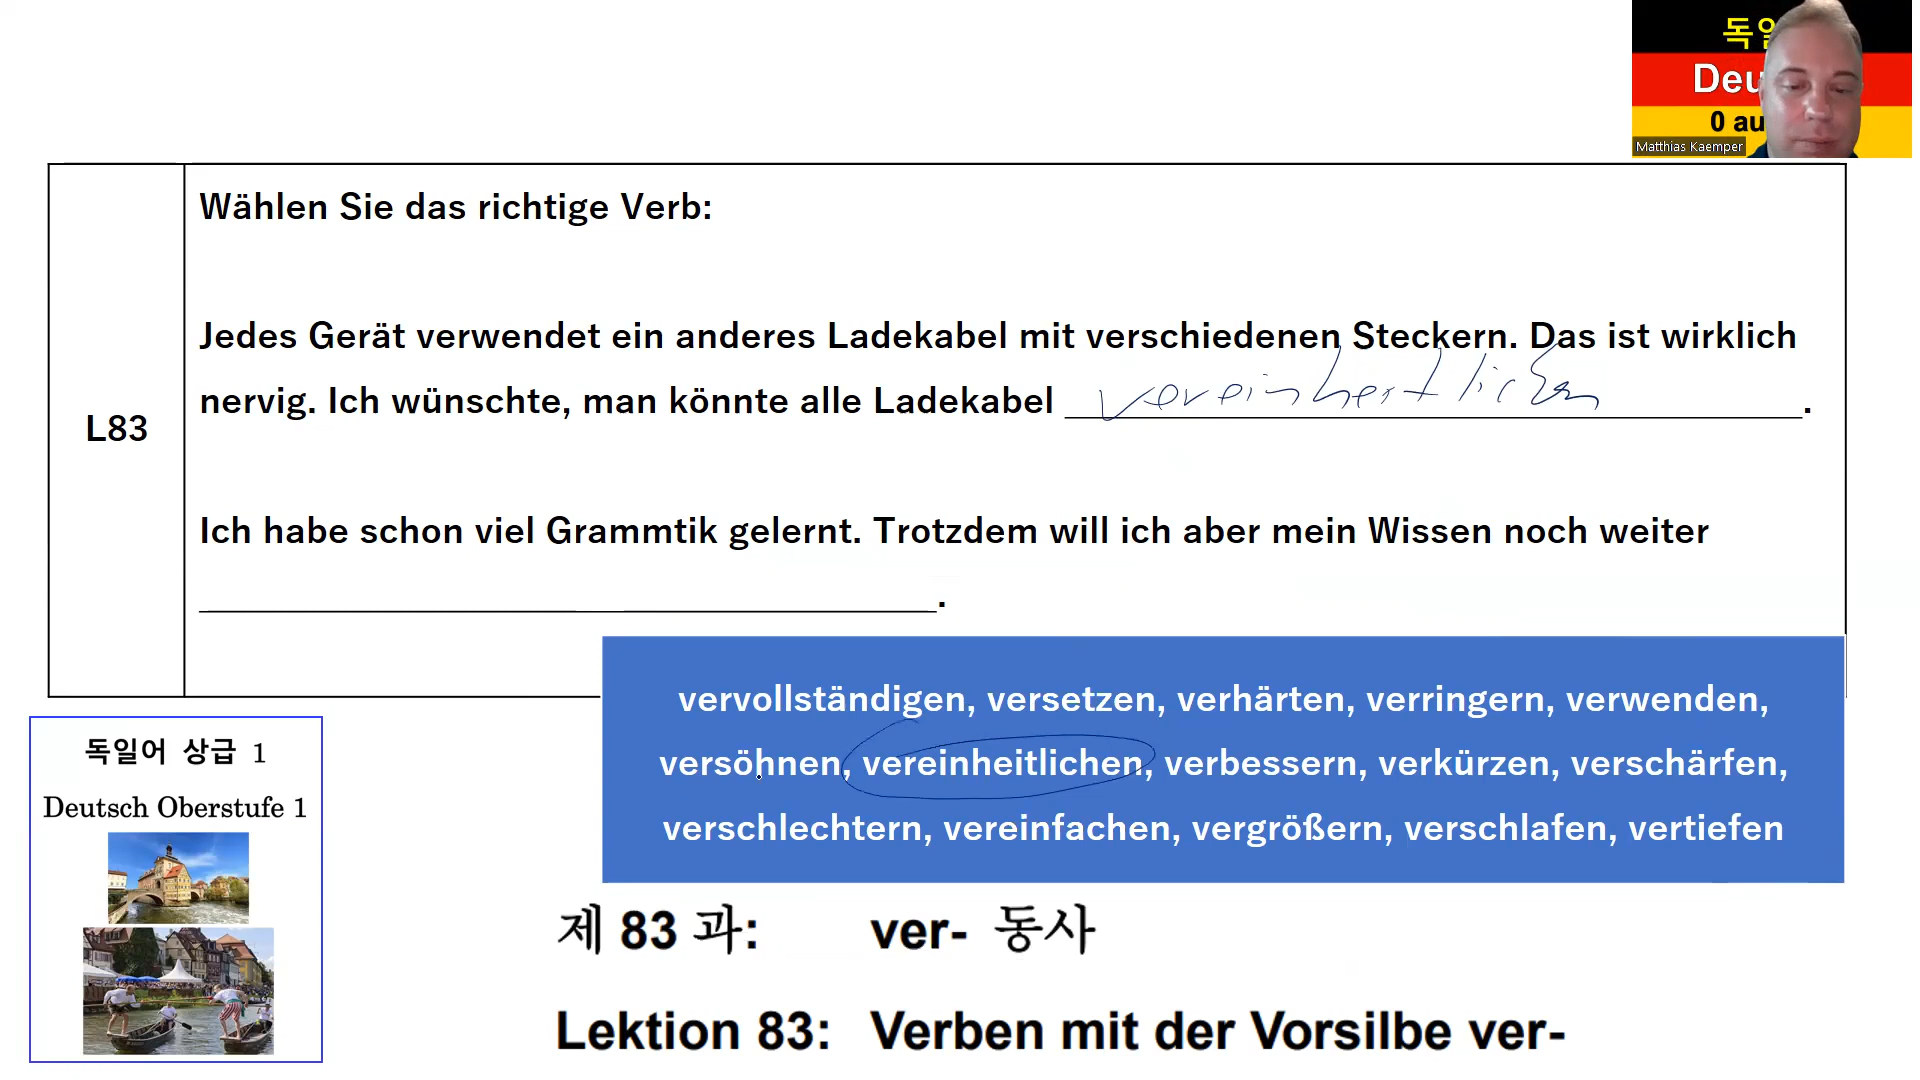 독일
Deu
0 au
Matthias Kaemper
Wählen Sie das richtige Verb:
Jedes Gerät verwendet ein anderes Ladekabel mit verschiedenen Steckern. Das ist wirklich
nervig. Ich wünschte, man könnte alle Ladekabel vereinheitlichen.
L83
Ich habe schon viel Grammtik gelernt. Trotzdem will ich aber mein Wissen noch weiter
.
vervollständigen, versetzen, verhärten, verringern, verwenden,
versöhnen, vereinheitlichen, verbessern, verkürzen, verschärfen,
verschlechtern, vereinfachen, vergrößern, verschlafen, vertiefen
독일어 상급 1
Deutsch Oberstufe 1
제 83 과: ver- 동사
Lektion 83: Verben mit der Vorsilbe ver-